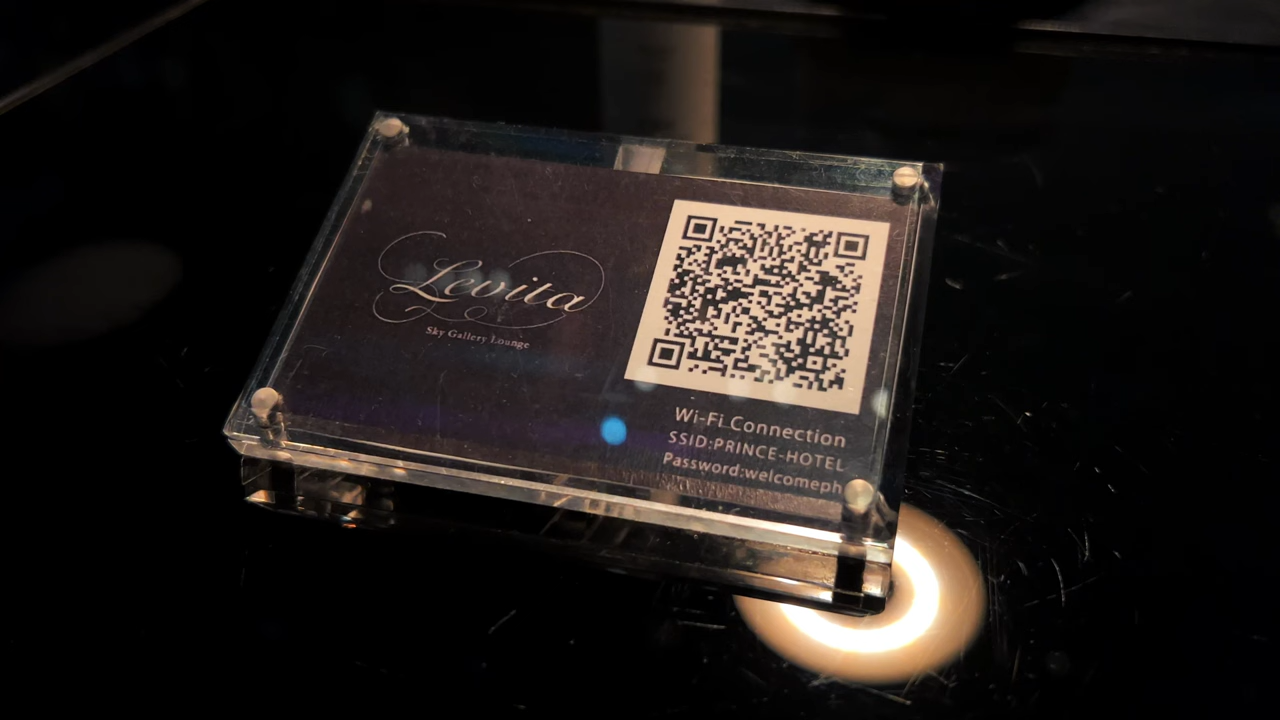 Levita
Sky Gallery Lounge
Wi-Fi Connection
SSID:PRINCE-HOTEL
Password:welcomeph